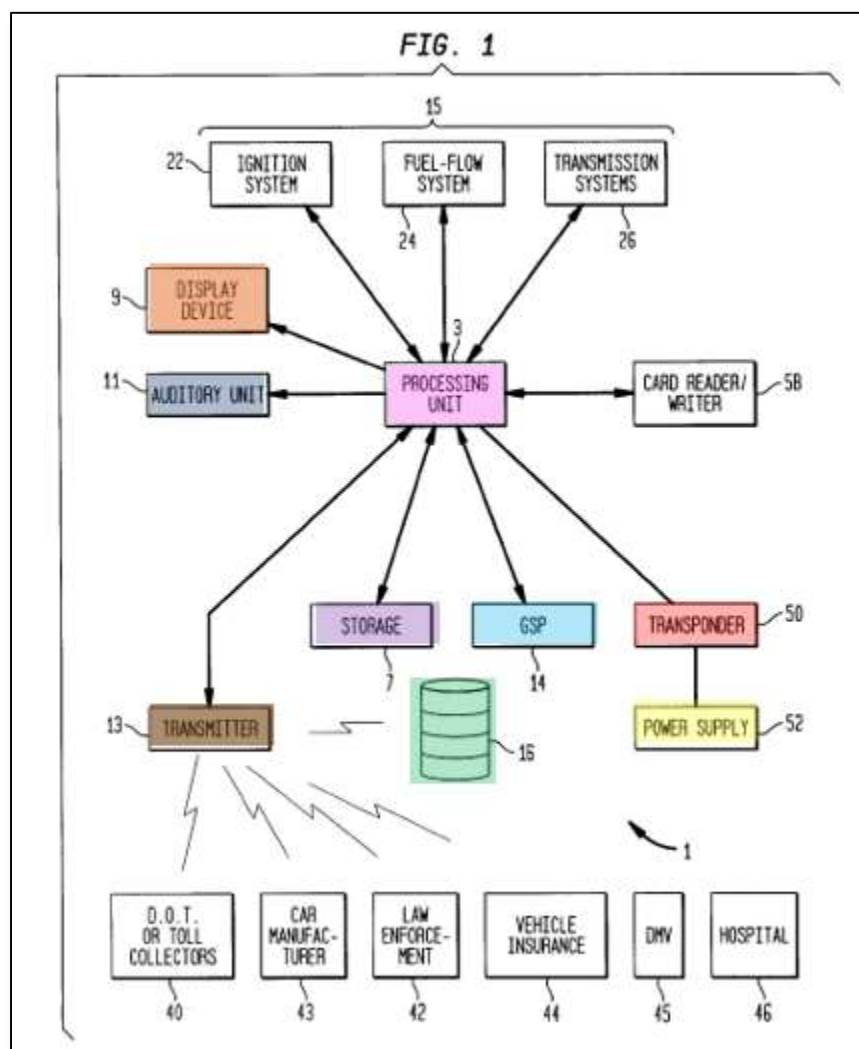 FIG. 1
15
22
IGNITION
SYSTEM
FUEL-FLOW
SYSTEM
24
TRANSMISSION
SYSTEMS
26
9
DISPLAY
DEVICE
11
AUDITORY UNIT
3
PROCESSING
UNIT
CARD READER/
WRITER
5B
STORAGE
7
GSP
14
TRANSPONDER
50
13
TRANSMITTER
16
POWER SUPPLY
52
1
D.O.T.
OR TOLL
COLLECTORS
40
CAR
MANUFAC-
TURER
43
LAW
ENFORCE-
MENT
42
VEHICLE
INSURANCE
44
DMV
45
HOSPITAL
46